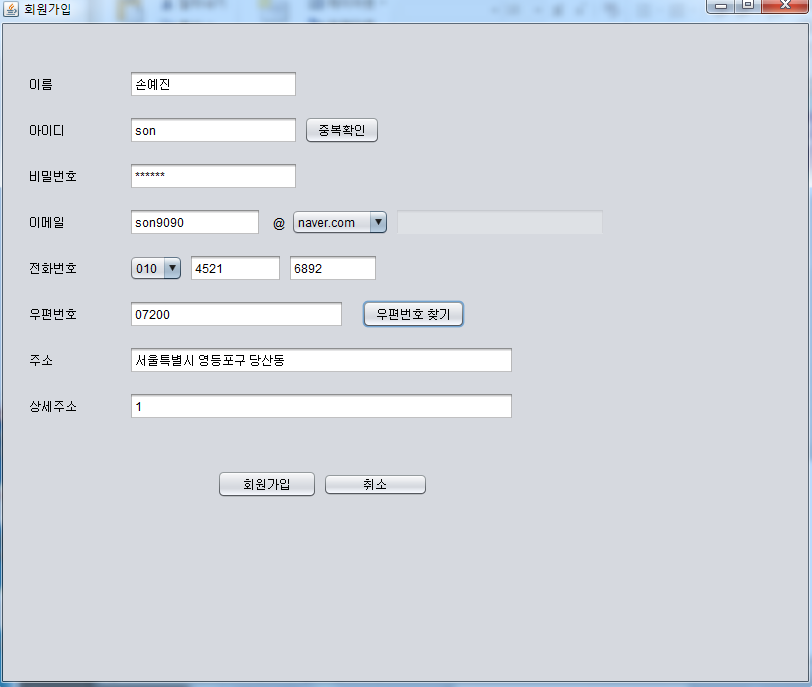 회원가입
이름 손예진
아이디 son 중복확인
비밀번호 ******
이메일 son9090 @ naver.com
전화번호 010 4521 6892
우편번호 07200 우편번호 찾기
주소 서울특별시 영등포구 당산동
상세주소 1
회원가입 취소